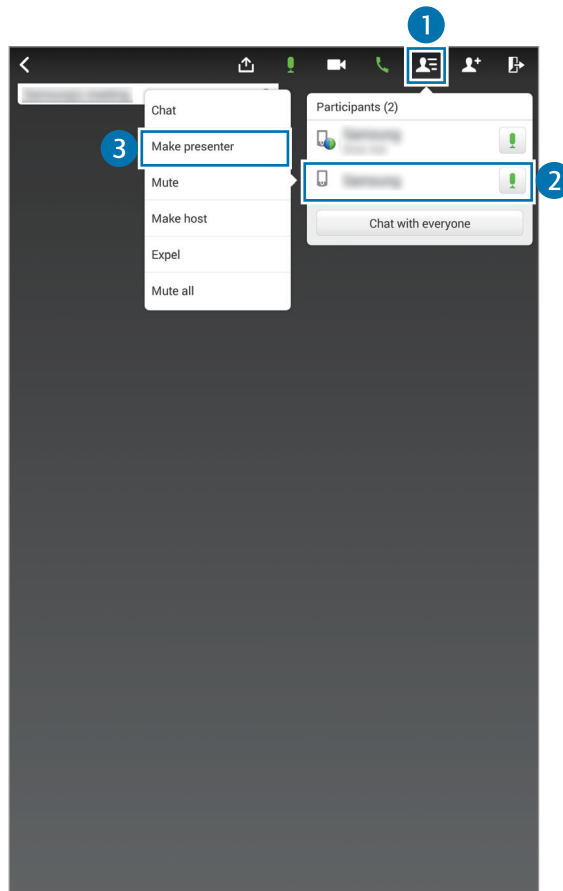 1
Participants (2)
Chat
3
Make presenter
Mute
2
Make host
Chat with everyone
Expel
Mute all